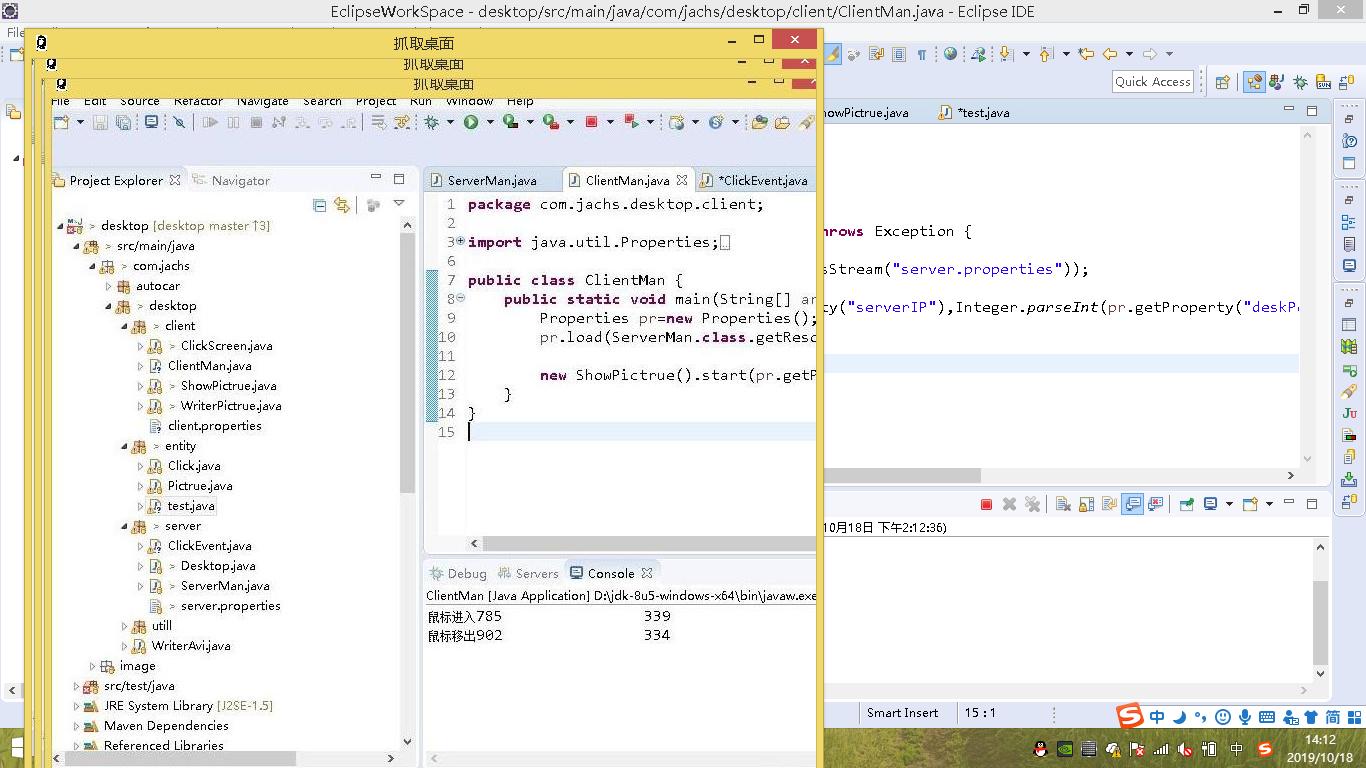 EclipseWorkSpace - desktop/src/main/java/com/jachs/desktop/client/ClientMan.java - Eclipse IDE
File
抓取桌面
抓取桌面
抓取桌面
File Edit Source Refactor Navigate Search Project Run Window Help
Quick Access
Project Explorer
Navigator
> desktop [desktop master ↑3]
> src/main/java
> com.jachs
autocar
> desktop
> client
> ClickScreen.java
ClientMan.java
> ShowPictrue.java
> WriterPictrue.java
client.properties
> entity
Click.java
Pictrue.java
test.java
> server
ClickEvent.java
> Desktop.java
> ServerMan.java
> server.properties
utill
WriterAvi.java
image
src/test/java
JRE System Library [J2SE-1.5]
Maven Dependencies
Referenced Libraries
ServerMan.java
ClientMan.java
*ClickEvent.java
howPictrue.java
*test.java
1 package com.jachs.desktop.client;
2
3 import java.util.Properties;
6
7 public class ClientMan {
8 public static void main(String[] ar
hrows Exception {
9 Properties pr=new Properties();
10 pr.load(ServerMan.class.getResc
sStream("server.properties"));
11
12 new ShowPictrue().start(pr.getP
ty("serverIP"),Integer.parseInt(pr.getProperty("deskPo
13 }
14 }
15
Debug
Servers
Console
ClientMan [Java Application] D:\jdk-8u5-windows-x64\bin\javaw.exe
10月18日 下午2:12:36)
鼠标进入785 339
鼠标移出902 334
Smart Insert
15 : 1
中
简
中
14:12
2019/10/18